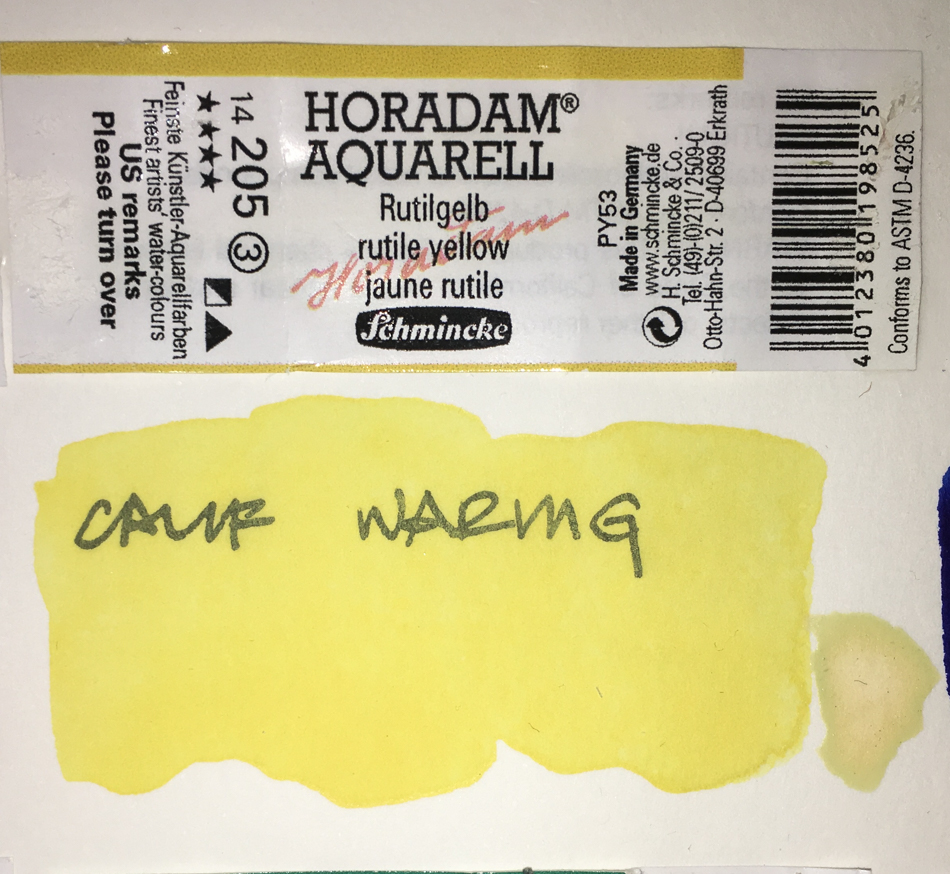 14 205 3
★★★★
Feinste Künstler-Aquarellfarben
Finest artists' water-colours
US remarks
Please turn over
HORADAM®
AQUARELL
Rutilgelb
rutile yellow
jaune rutile
Horadam
Schmincke
PY53
Made in Germany
www.schmincke.de
H. Schmincke & Co.
Tel. (49)-(0)211/2509-0
Otto-Hahn-Str. 2 · D-40699 Erkrath
4 012380 198525
Conforms to ASTM D-4236.
CALIF WARING